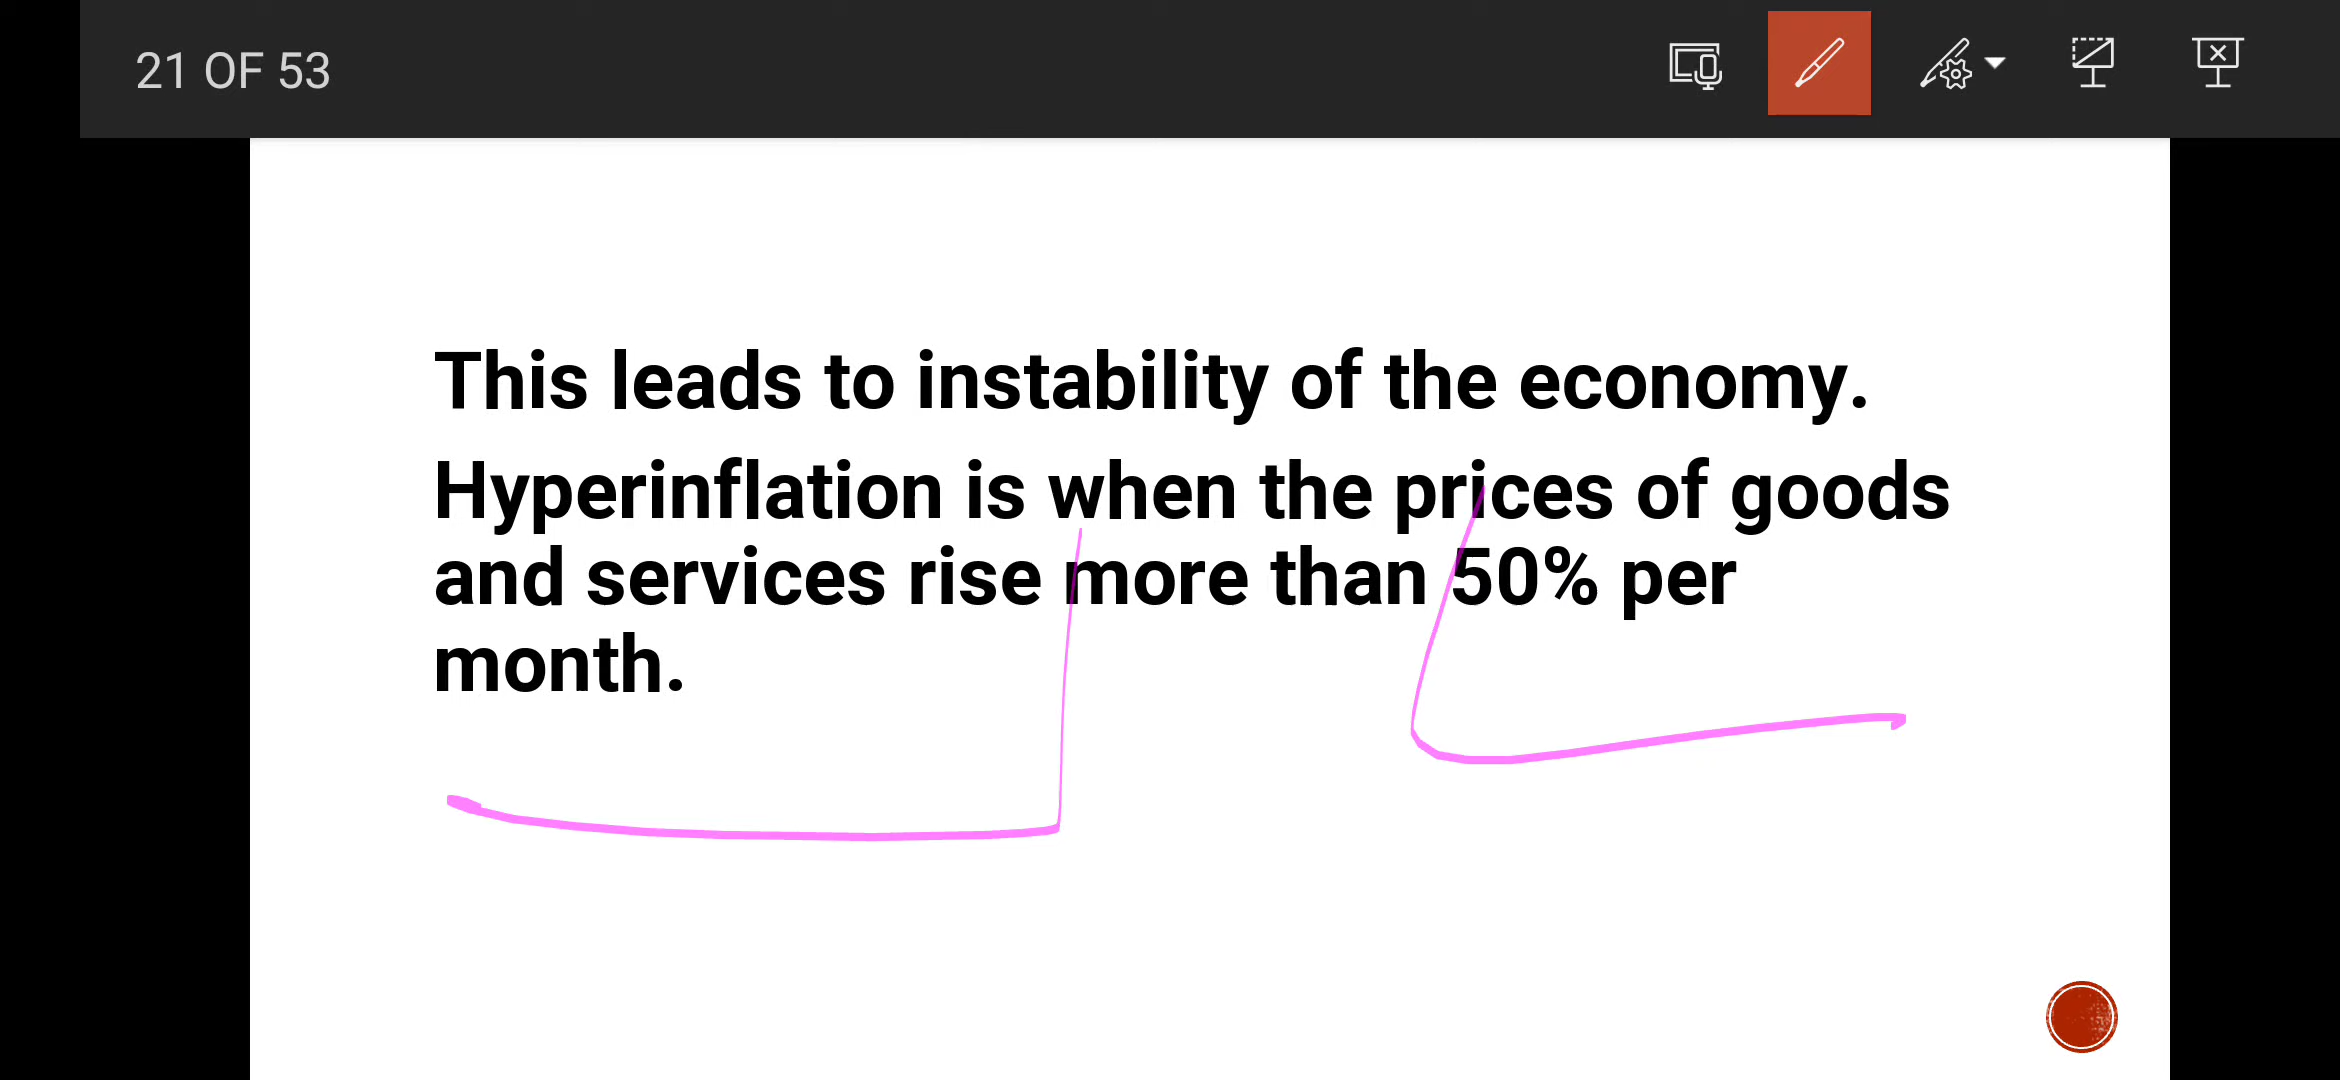 21 OF 53
This leads to instability of the economy.
Hyperinflation is when the prices of goods
and services rise more than 50% per
month.